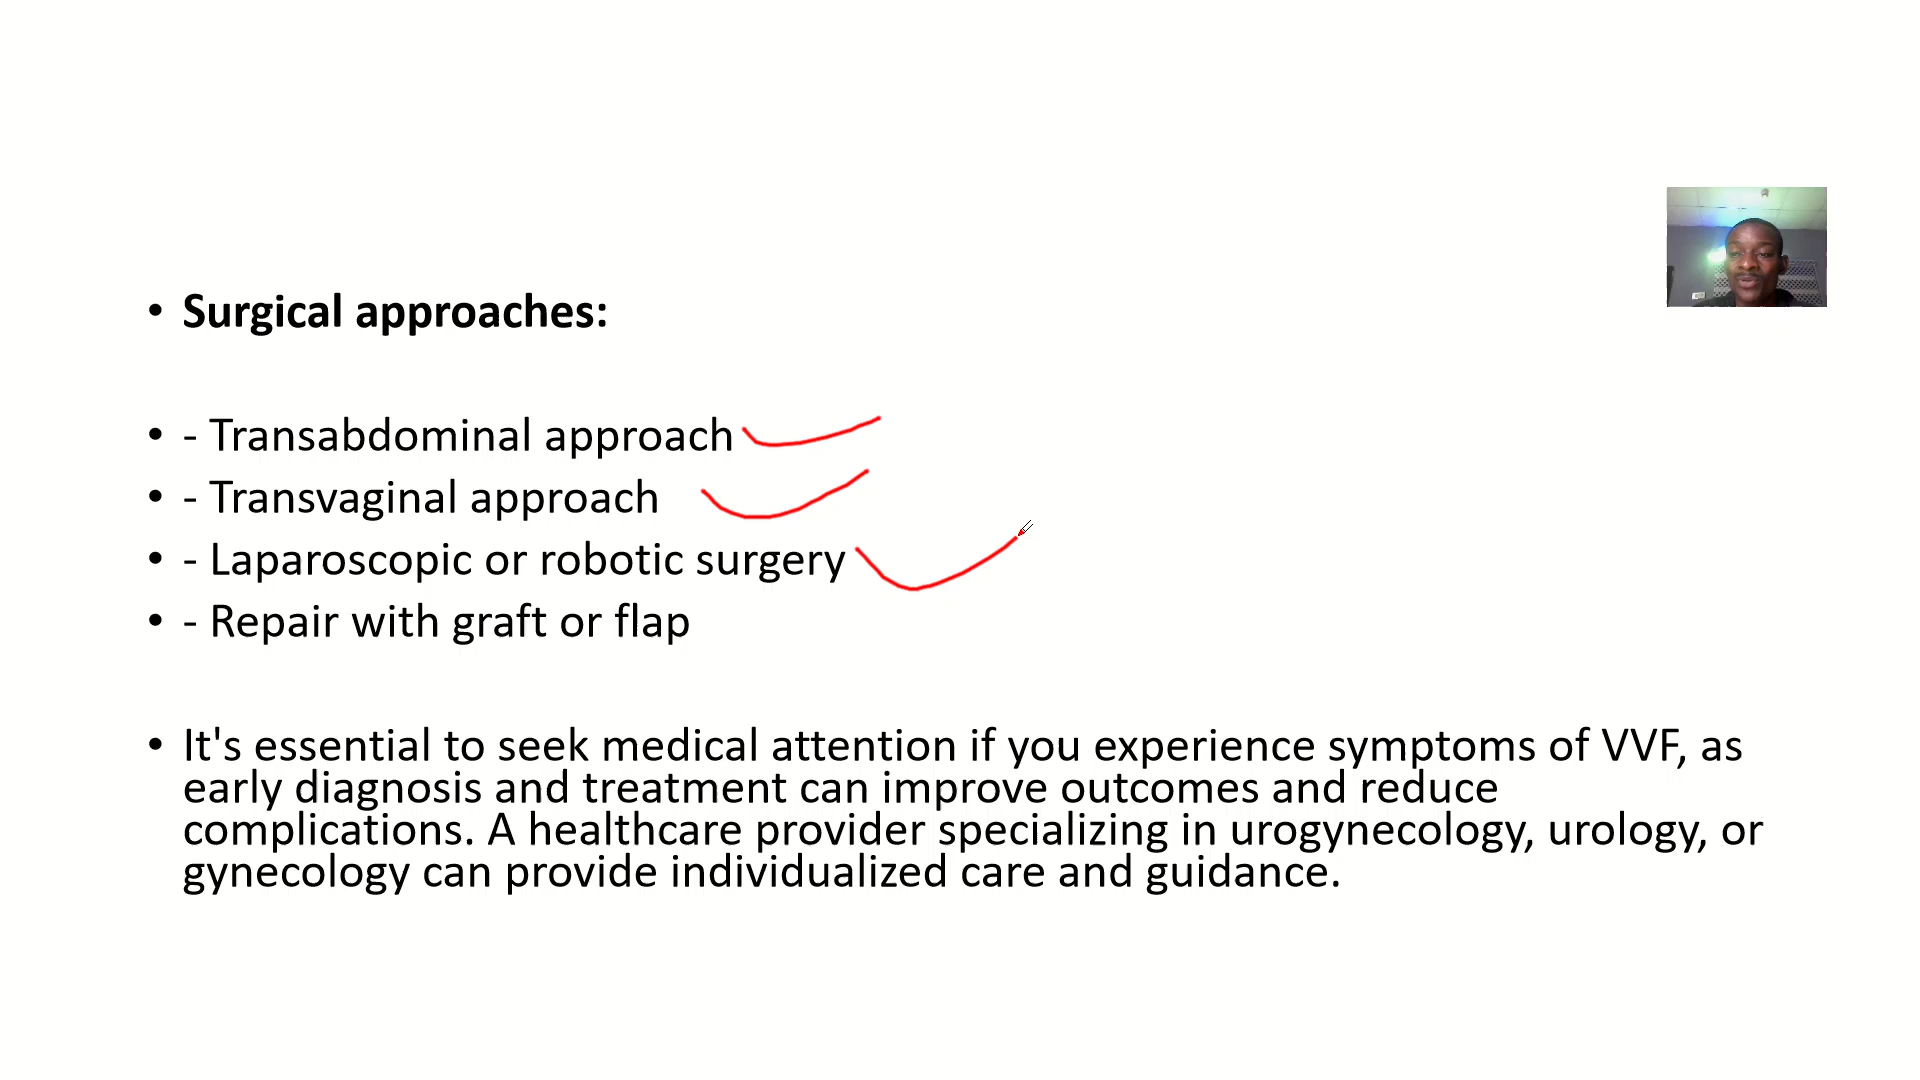 • Surgical approaches:
• - Transabdominal approach
• - Transvaginal approach
• - Laparoscopic or robotic surgery
• - Repair with graft or flap
• It's essential to seek medical attention if you experience symptoms of VVF, as
early diagnosis and treatment can improve outcomes and reduce
complications. A healthcare provider specializing in urogynecology, urology, or
gynecology can provide individualized care and guidance.